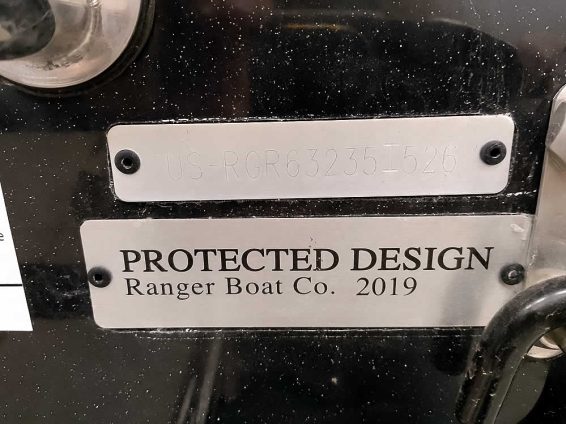 US-RGR63235I526
PROTECTED DESIGN
Ranger Boat Co. 2019